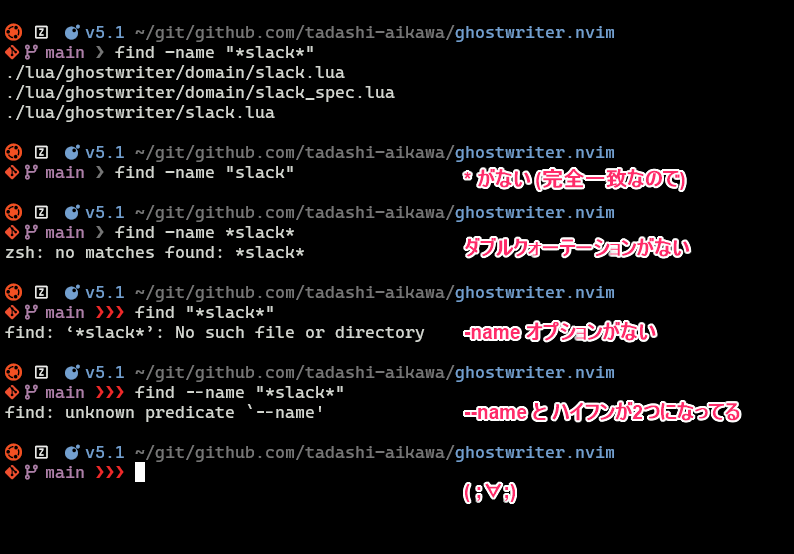 Z v5.1 ~/git/github.com/tadashi-aikawa/ghostwriter.nvim
main ❯ find -name "*slack*"
./lua/ghostwriter/domain/slack.lua
./lua/ghostwriter/domain/slack_spec.lua
./lua/ghostwriter/slack.lua
Z v5.1 ~/git/github.com/tadashi-aikawa/ghostwriter.nvim
main ❯ find -name "slack"
* がない (完全一致なので)
Z v5.1 ~/git/github.com/tadashi-aikawa/ghostwriter.nvim
main ❯ find -name *slack*
zsh: no matches found: *slack*
ダブルクォーテーションがない
Z v5.1 ~/git/github.com/tadashi-aikawa/ghostwriter.nvim
main ❯❯❯ find "*slack*"
find: ‘*slack*’: No such file or directory
-name オプションがない
Z v5.1 ~/git/github.com/tadashi-aikawa/ghostwriter.nvim
main ❯❯❯ find --name "*slack*"
find: unknown predicate `--name'
--name と ハイフンが2つになってる
Z v5.1 ~/git/github.com/tadashi-aikawa/ghostwriter.nvim
main ❯❯❯
( ;∀;)